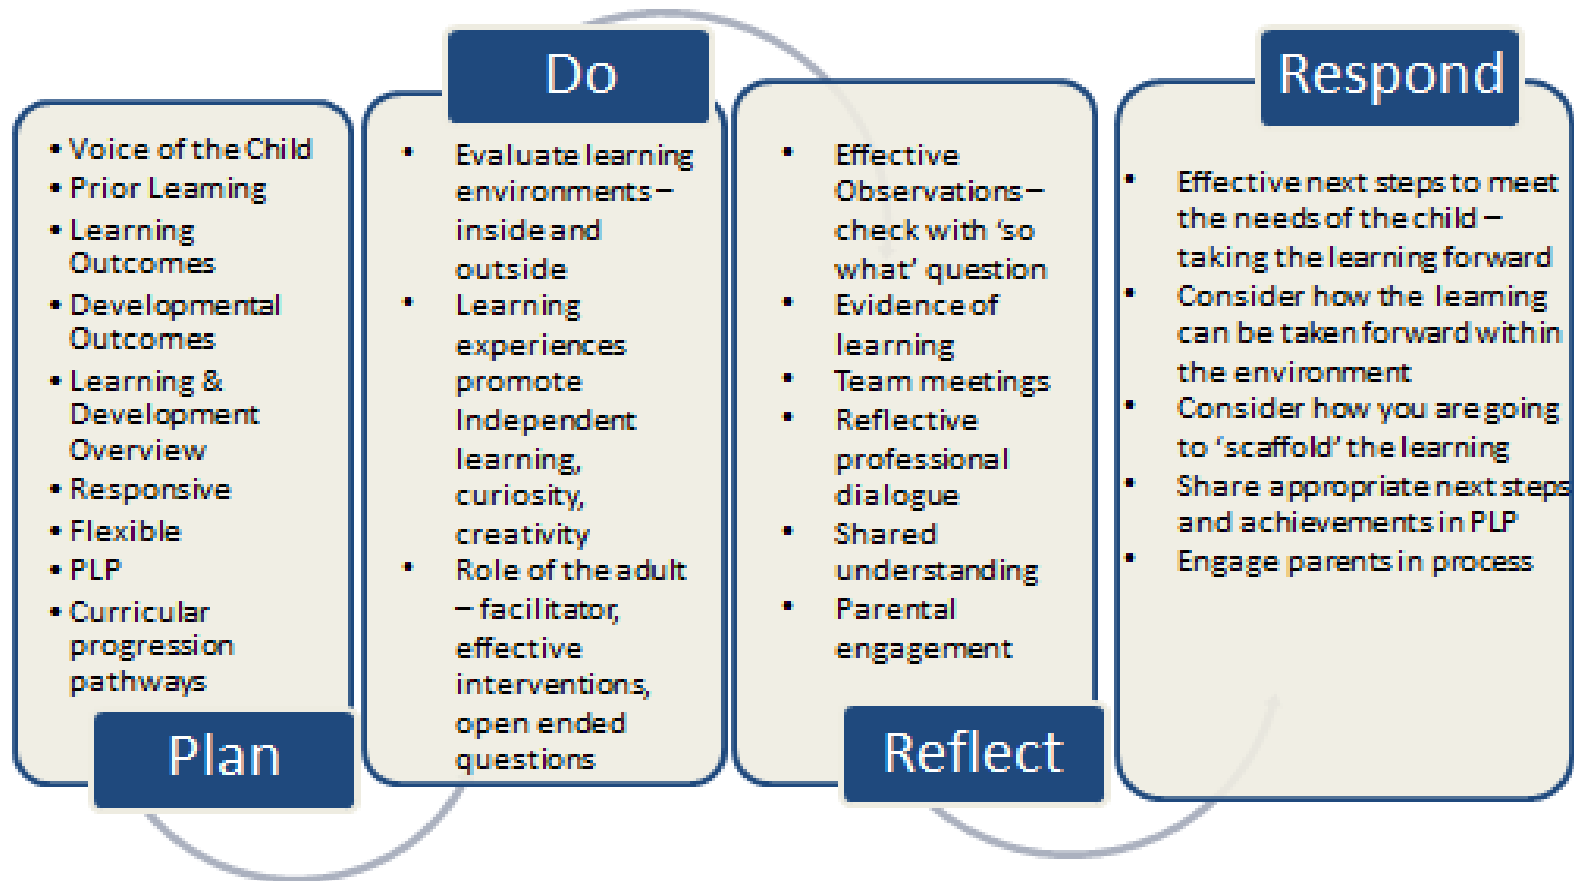 • Voice of the Child
• Prior Learning
• Learning
Outcomes
• Developmental
Outcomes
• Learning &
Development
Overview
• Responsive
• Flexible
• PLP
• Curricular
progression
pathways
Plan
Do
• Evaluate learning
environments –
inside and
outside
• Learning
experiences
promote
Independent
learning,
curiosity,
creativity
• Role of the adult
– facilitator,
effective
interventions,
open ended
questions
• Effective
Observations –
check with ‘so
what’ question
• Evidence of
learning
• Team meetings
• Reflective
professional
dialogue
• Shared
understanding
• Parental
engagement
Reflect
Respond
• Effective next steps to meet
the needs of the child –
taking the learning forward
• Consider how the learning
can be taken forward within
the environment
• Consider how you are going
to ‘scaffold’ the learning
• Share appropriate next steps
and achievements in PLP
• Engage parents in process